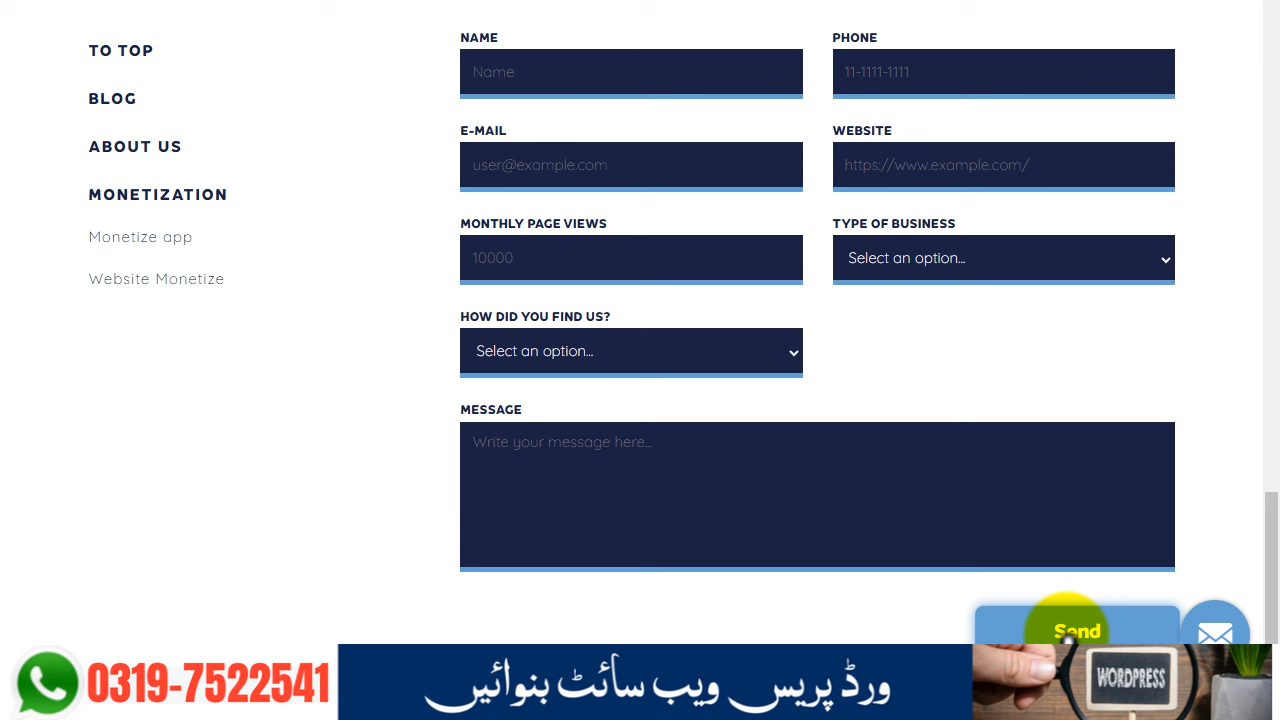 TO TOP
BLOG
ABOUT US
MONETIZATION
Monetize app
Website Monetize
NAME
Name
PHONE
11-1111-1111
E-MAIL
user@example.com
WEBSITE
https://www.example.com/
MONTHLY PAGE VIEWS
10000
TYPE OF BUSINESS
Select an option...
HOW DID YOU FIND US?
Select an option...
MESSAGE
Write your message here...
Send
0319-7522541
ورڈ پریس ویب سائٹ بنوائیں
WORDPRESS